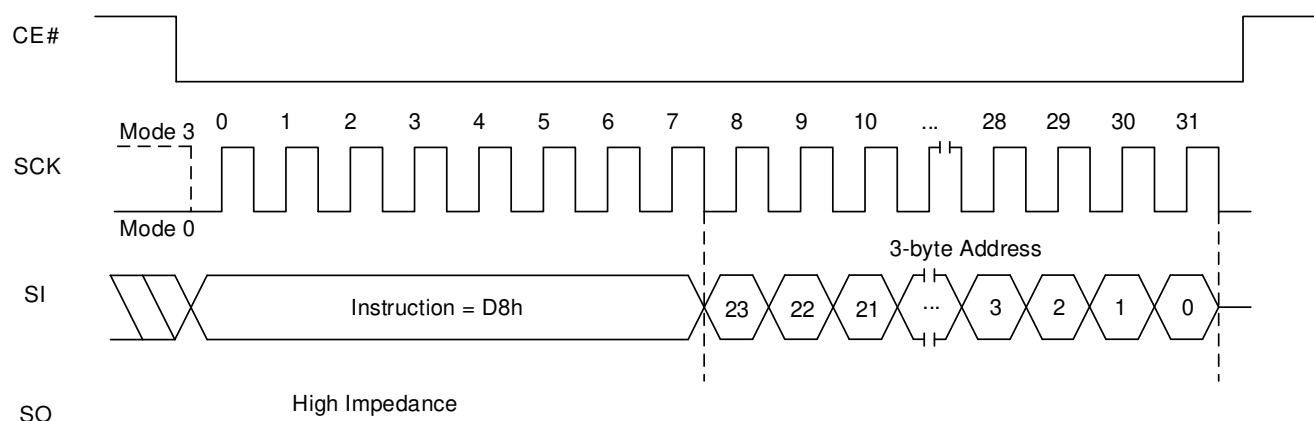 CE#
Mode 3 0 1 2 3 4 5 6 7 8 9 10 ... 28 29 30 31
SCK
Mode 0
3-byte Address
SI Instruction = D8h 23 22 21 ... 3 2 1 0
High Impedance
SO